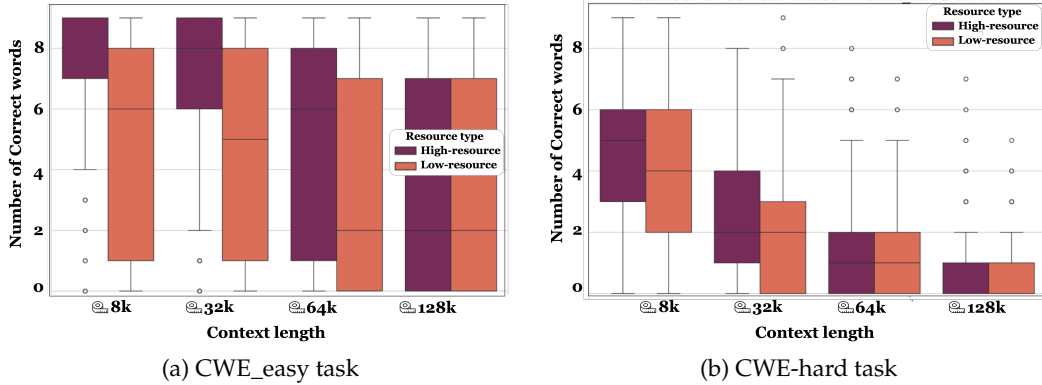 Resource type
High-resource
Low-resource
Number of Correct words
8
6
4
2
0
8k
32k
64k
128k
Context length
(a) CWE_easy task
Resource type
High-resource
Low-resource
Number of Correct words
8
6
4
2
0
8k
32k
64k
128k
Context length
(b) CWE-hard task